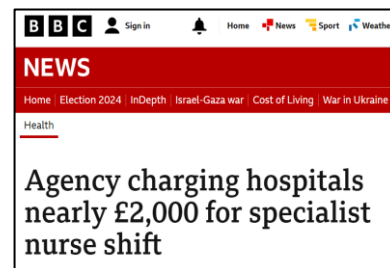 BBC Sign in Home News Sport Weathe
NEWS
Home Election 2024 InDepth Israel-Gaza war Cost of Living War in Ukraine
Health
Agency charging hospitals
nearly £2,000 for specialist
nurse shift